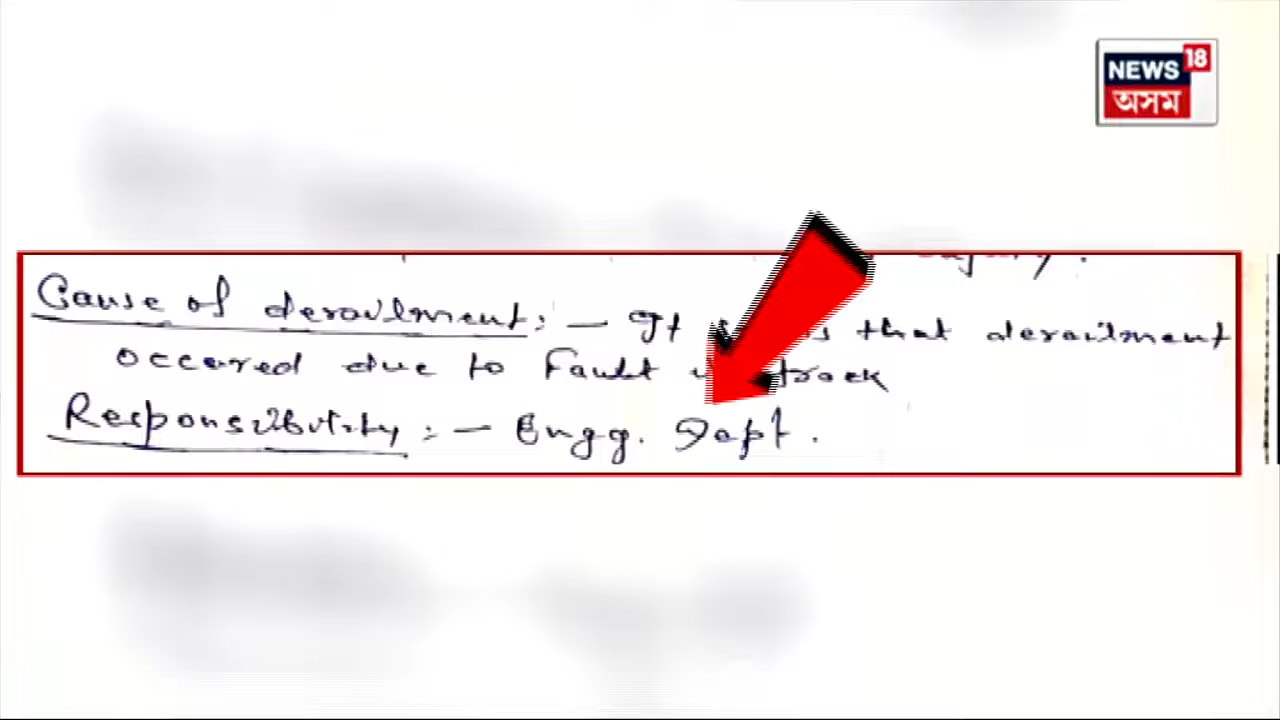 NEWS 18
অসম
Cause of derailment:- It that derailment
occured due to Fault track
Responsibility:- Engg. Dept.